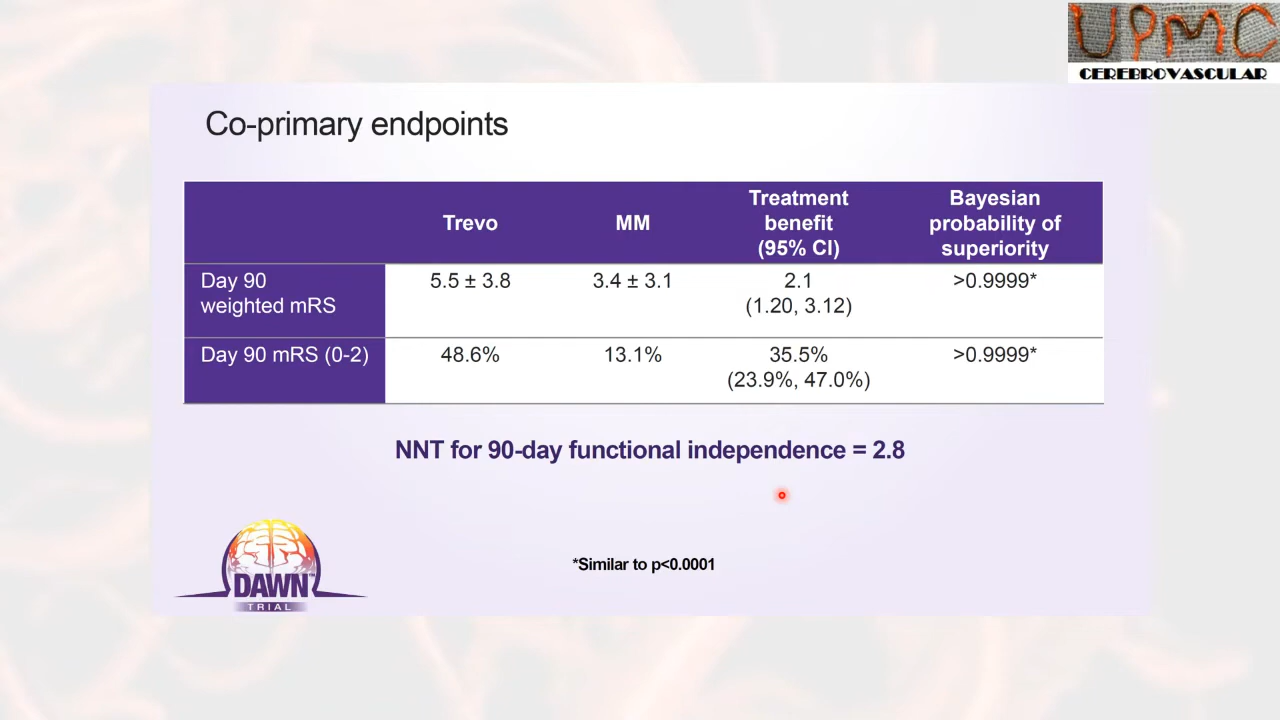 UPMC
CEREBROVASCULAR
Co-primary endpoints
Trevo
MM
Treatment
benefit
(95% CI)
Bayesian
probability of
superiority
Day 90
weighted mRS
5.5 ± 3.8
3.4 ± 3.1
2.1
(1.20, 3.12)
>0.9999*
Day 90 mRS (0-2)
48.6%
13.1%
35.5%
(23.9%, 47.0%)
>0.9999*
NNT for 90-day functional independence = 2.8
*Similar to p<0.0001
DAWN™
TRIAL